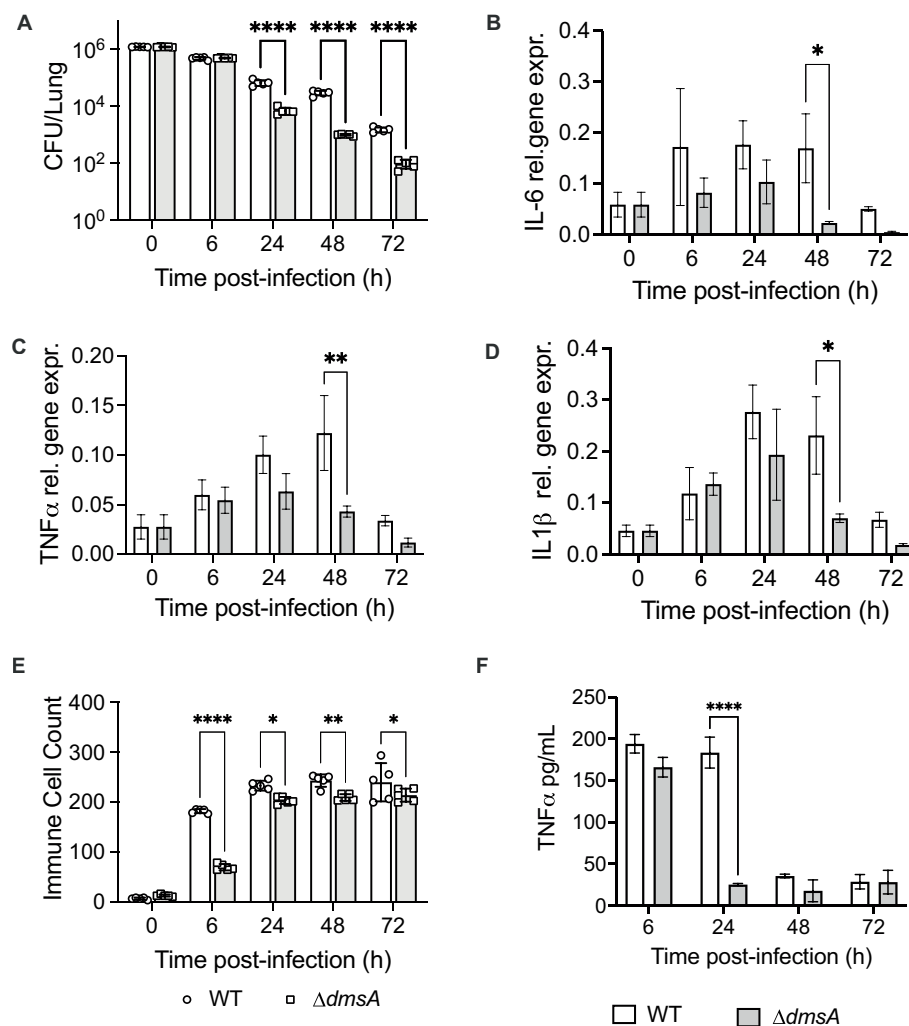 A
**** **** ****
CFU/Lung
10^6
10^4
10^2
10^0
0 6 24 48 72
Time post-infection (h)
B
*
IL-6 rel.gene expr.
0.4
0.3
0.2
0.1
0.0
0 6 24 48 72
Time post-infection (h)
C
**
TNFα rel. gene expr.
0.20
0.15
0.10
0.05
0.00
0 6 24 48 72
Time post-infection (h)
D
*
IL1β rel. gene expr.
0.4
0.3
0.2
0.1
0.0
0 6 24 48 72
Time post-infection (h)
E
**** * ** *
Immune Cell Count
400
300
200
100
0
0 6 24 48 72
Time post-infection (h)
WT ΔdmsA
F
****
TNFα pg/mL
250
200
150
100
50
0
6 24 48 72
Time post-infection (h)
WT ΔdmsA